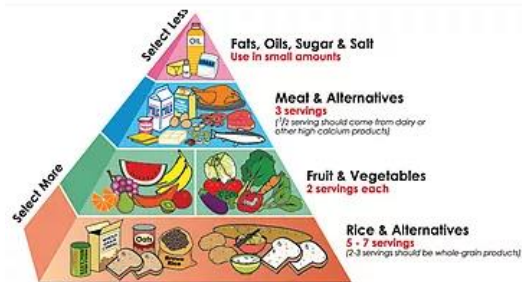 Select Less
OIL
Fats, Oils, Sugar & Salt
Use in small amounts
Meat & Alternatives
3 servings
(1/2 serving should come from dairy or
other high calcium products)
Fruit & Vegetables
2 servings each
Select More
Oats
Brown
Rice
Rice & Alternatives
5 - 7 servings
(2-3 servings should be whole-grain products)